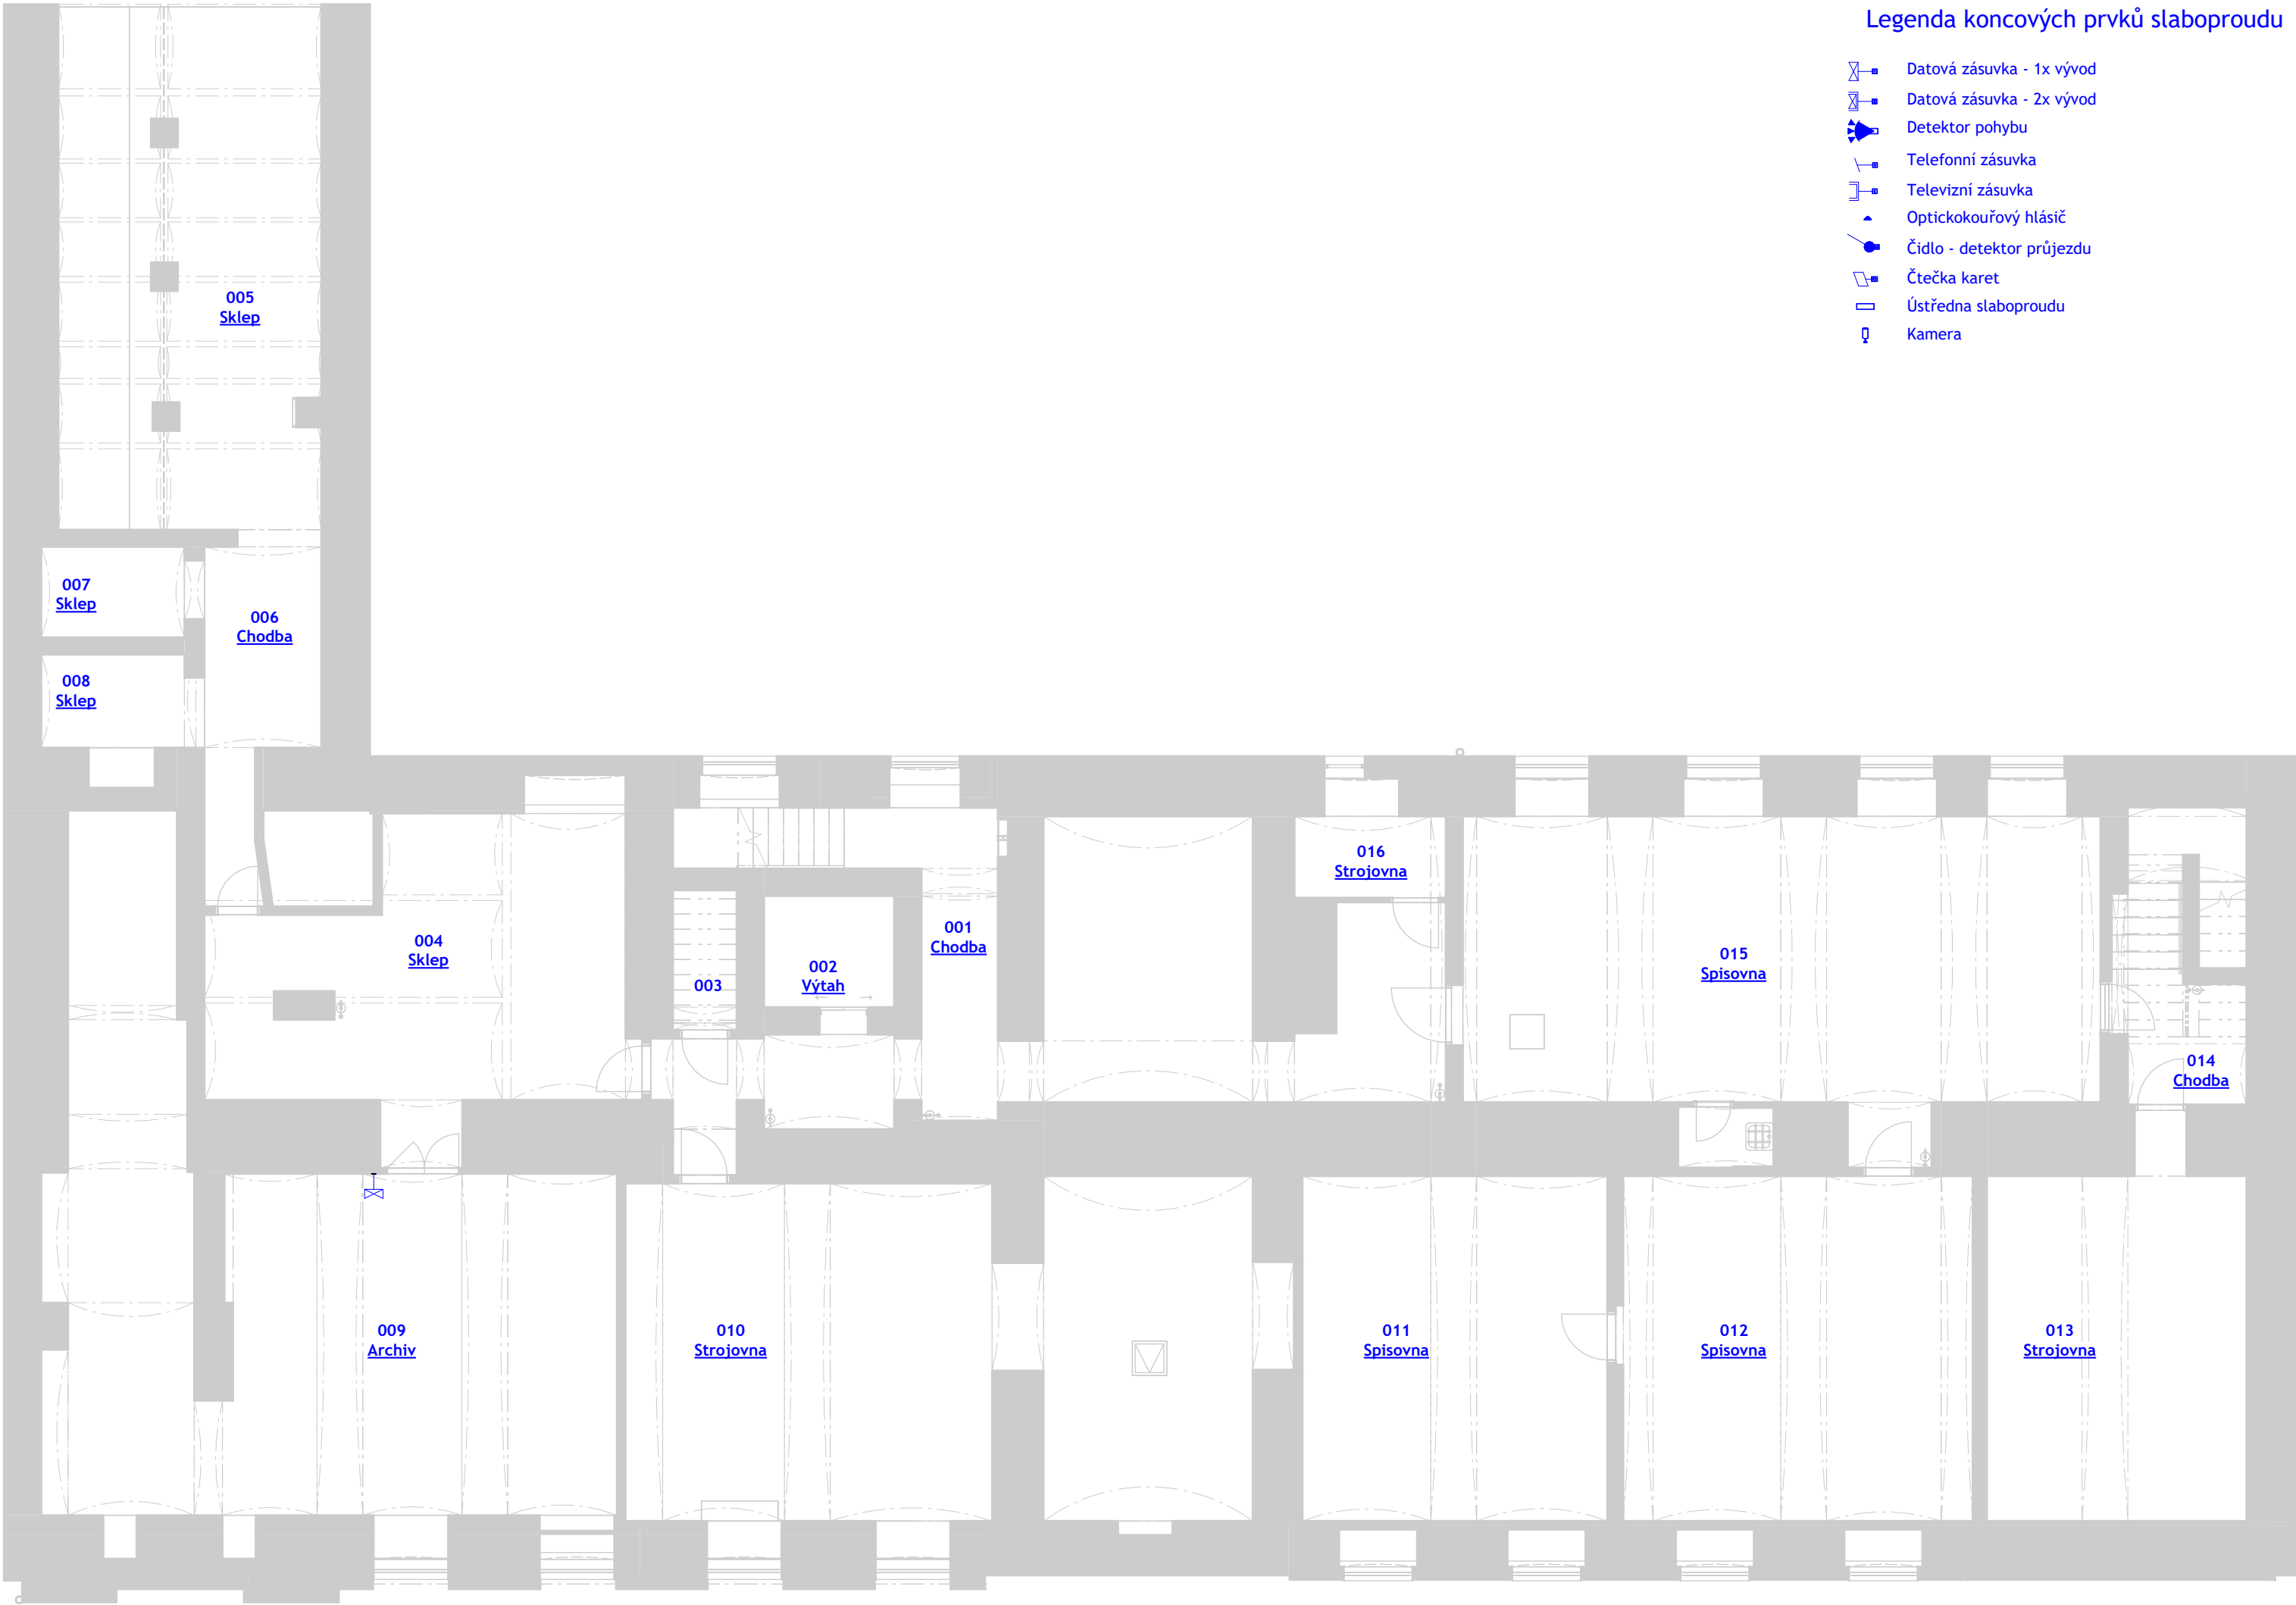 Legenda koncových prvků slaboproudu
Datová zásuvka - 1x vývod
Datová zásuvka - 2x vývod
Detektor pohybu
Telefonní zásuvka
Televizní zásuvka
Optickokouřový hlásič
Čidlo - detektor průjezdu
Čtečka karet
Ústředna slaboproudu
Kamera
005
Sklep
007
Sklep
006
Chodba
008
Sklep
016
Strojovna
004
Sklep
001
Chodba
015
Spisovna
002
Výtah
003
014
Chodba
009
Archiv
010
Strojovna
011
Spisovna
012
Spisovna
013
Strojovna